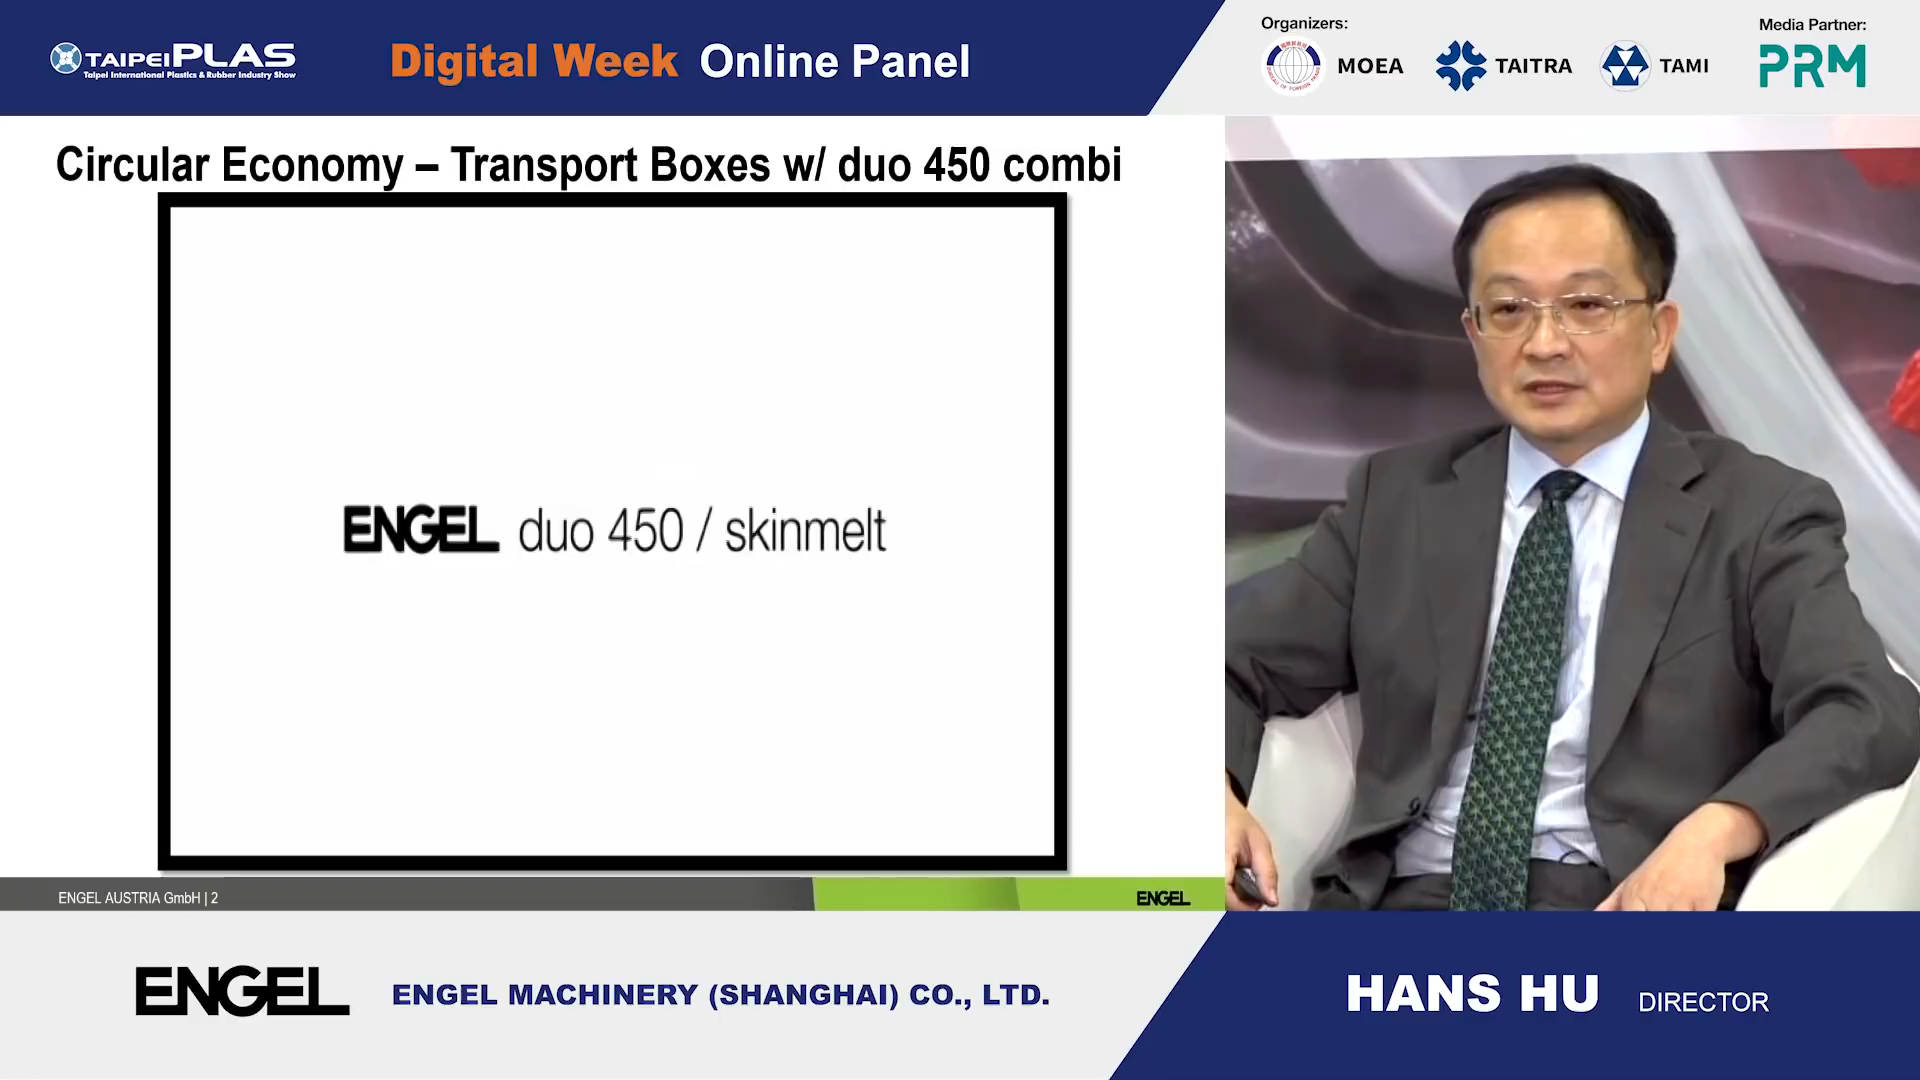 TAIPEIPLAS
Taipei International Plastics & Rubber Industry Show
Digital Week Online Panel
Organizers:
MOEA
TAITRA
TAMI
Media Partner:
PRM
Circular Economy – Transport Boxes w/ duo 450 combi
ENGEL duo 450 / skinmelt
ENGEL AUSTRIA GmbH | 2
ENGEL
ENGEL
ENGEL MACHINERY (SHANGHAI) CO., LTD.
HANS HU DIRECTOR